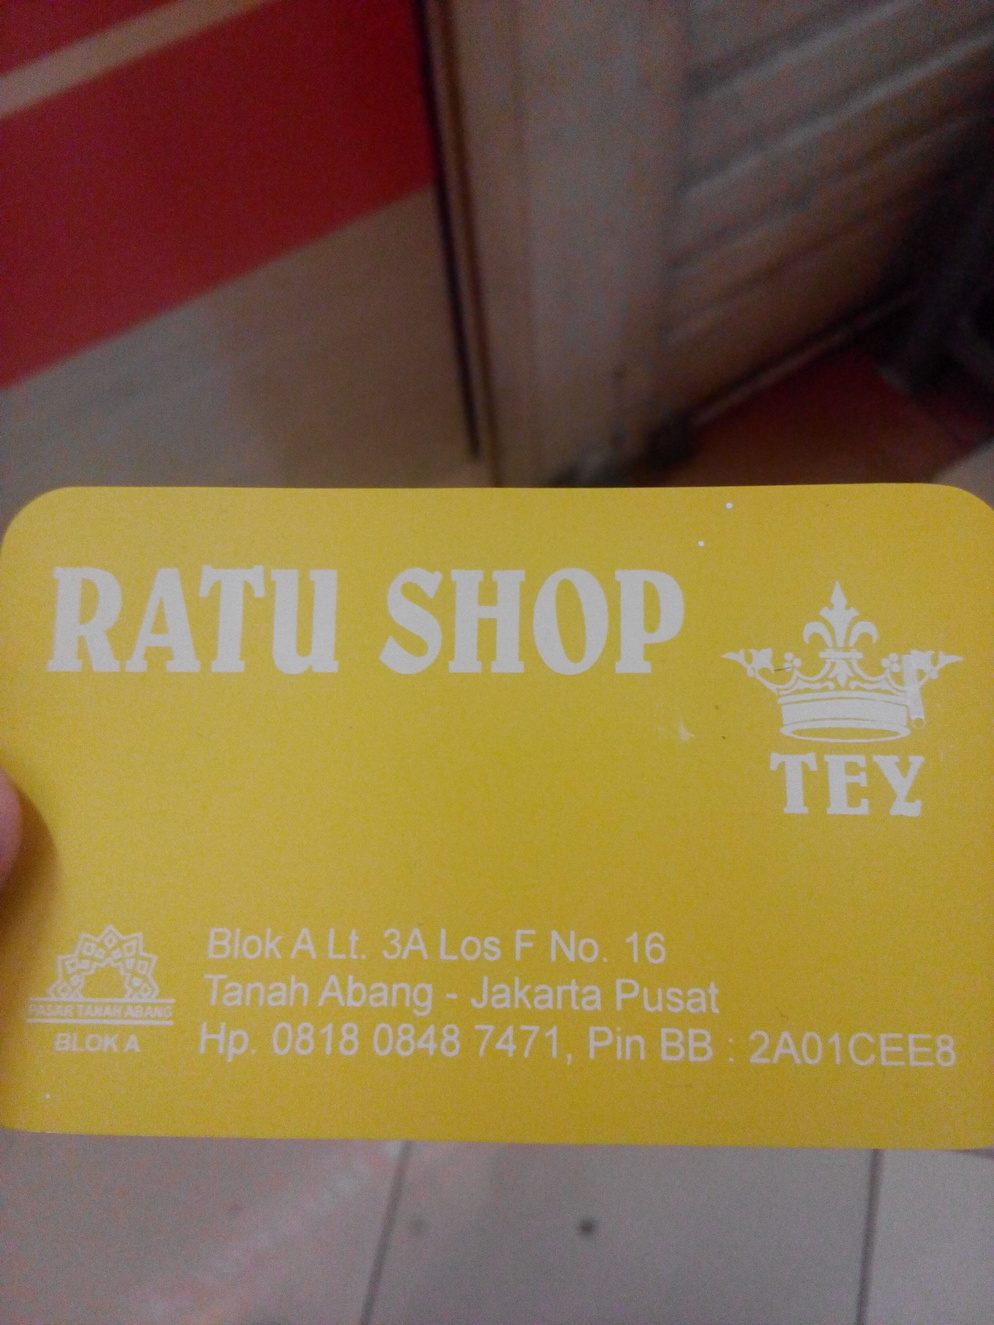 RATU SHOP
TEY
Blok A Lt. 3A Los F No. 16
Tanah Abang - Jakarta Pusat
Hp. 0818 0848 7471, Pin BB : 2A01CEE8
PASAR TANAH ABANG
BLOK A